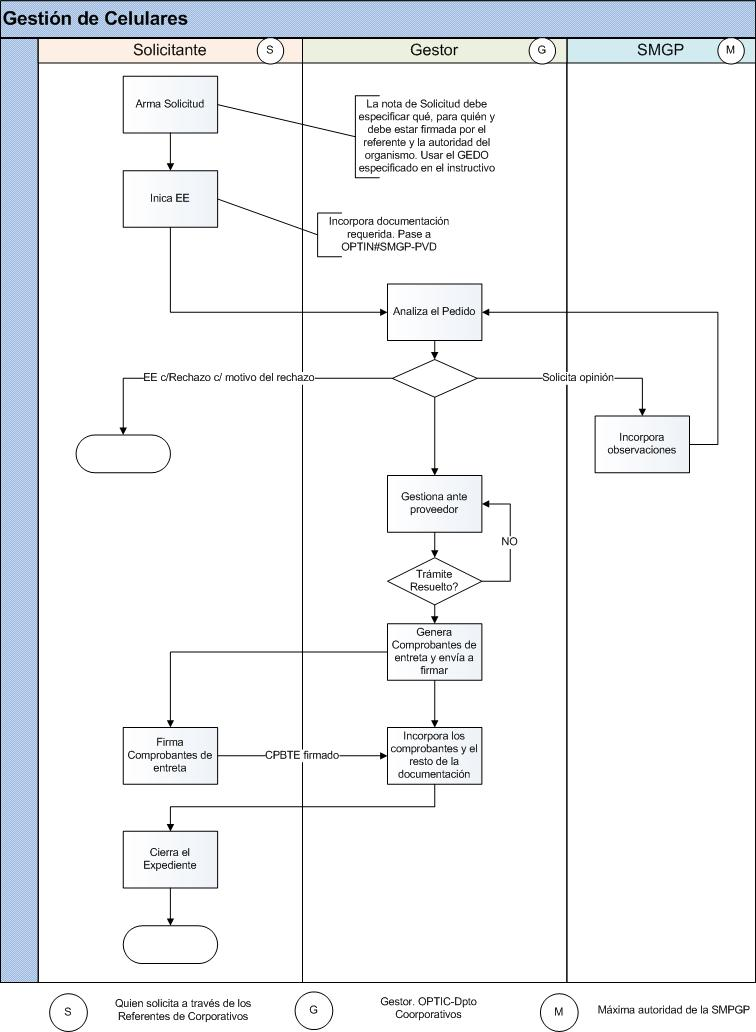 Gestión de Celulares
Solicitante
S
Gestor
G
SMGP
M
Arma Solicitud
La nota de Solicitud debe
especificar qué, para quién y
debe estar firmada por el
referente y la autoridad del
organismo. Usar el GEDO
especificado en el instructivo
Inica EE
Incorpora documentación
requerida. Pase a
OPTIN#SMGP-PVD
Analiza el Pedido
EE c/Rechazo c/ motivo del rechazo
Solicita opinión
Incorpora
observaciones
Gestiona ante
proveedor
NO
Trámite
Resuelto?
Genera
Comprobantes de
entreta y envía a
firmar
Firma
Comprobantes de
entreta
CPBTE firmado
Incorpora los
comprobantes y el
resto de la
documentación
Cierra el
Expediente
S
Quien solicita a través de los
Referentes de Corporativos
G
Gestor. OPTIC-Dpto
Coorporativos
M
Máxima autoridad de la SMPGP